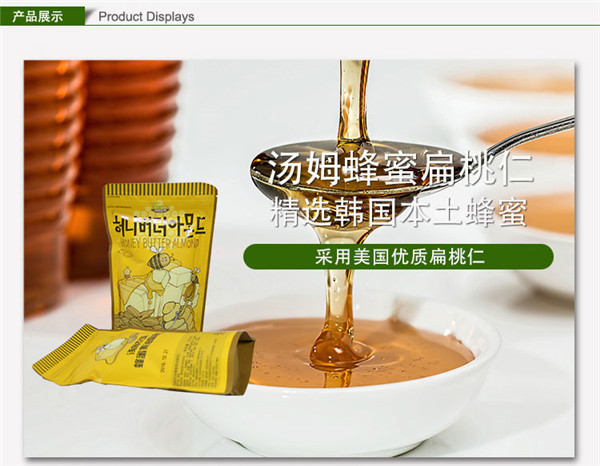 产品展示 Product Displays
汤姆蜂蜜扁桃仁
精选韩国本土蜂蜜
采用美国优质扁桃仁
허니버터아몬드
HONEY BUTTER ALMOND